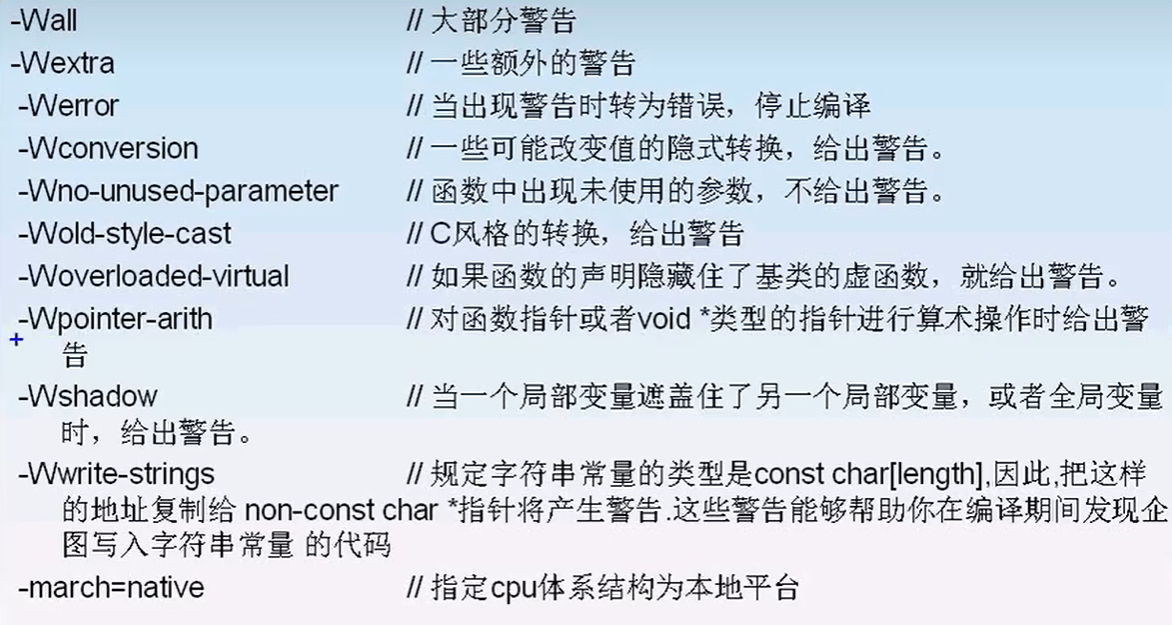 -Wall // 大部分警告
-Wextra // 一些额外的警告
-Werror // 当出现警告时转为错误，停止编译
-Wconversion // 一些可能改变值的隐式转换，给出警告。
-Wno-unused-parameter // 函数中出现未使用的参数，不给出警告。
-Wold-style-cast // C风格的转换，给出警告
-Woverloaded-virtual // 如果函数的声明隐藏住了基类的虚函数，就给出警告。
-Wpointer-arith // 对函数指针或者void *类型的指针进行算术操作时给出警
告
-Wshadow // 当一个局部变量遮盖住了另一个局部变量，或者全局变量
时，给出警告。
-Wwrite-strings // 规定字符串常量的类型是const char[length],因此,把这样
的地址复制给 non-const char *指针将产生警告.这些警告能够帮助你在编译期间发现企
图写入字符串常量 的代码
-march=native // 指定cpu体系结构为本地平台